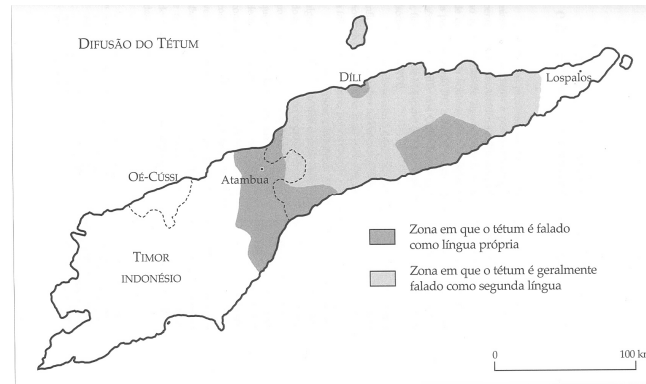 DIFUSÃO DO TÉTUM
DÍLI
Lospalos
OÉ-CÚSSI
Atambua
TIMOR
INDONÉSIO
Zona em que o tétum é falado
como língua própria
Zona em que o tétum é geralmente
falado como segunda língua
0
100 km